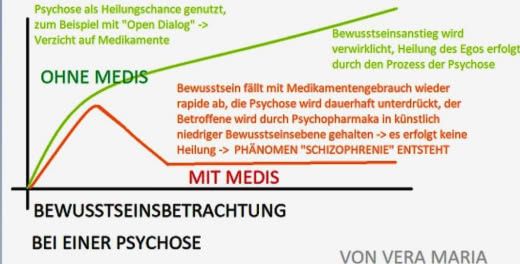 Psychose als Heilungschance genutzt,
zum Beispiel mit "Open Dialog" ->
Verzicht auf Medikamente
Bewusstseinsanstieg wird
verwirklicht, Heilung des Egos erfolgt
durch den Prozess der Psychose
OHNE MEDIS
Bewusstsein fällt mit Medikamentengebrauch wieder
rapide ab, die Psychose wird dauerhaft unterdrückt, der
Betroffene wird durch Psychopharmaka in künstlich
niedriger Bewusstseinsebene gehalten -> es erfolgt keine
Heilung -> PHÄNOMEN "SCHIZOPHRENIE" ENTSTEHT
MIT MEDIS
BEWUSSTSEINSBETRACHTUNG
BEI EINER PSYCHOSE
VON VERA MARIA